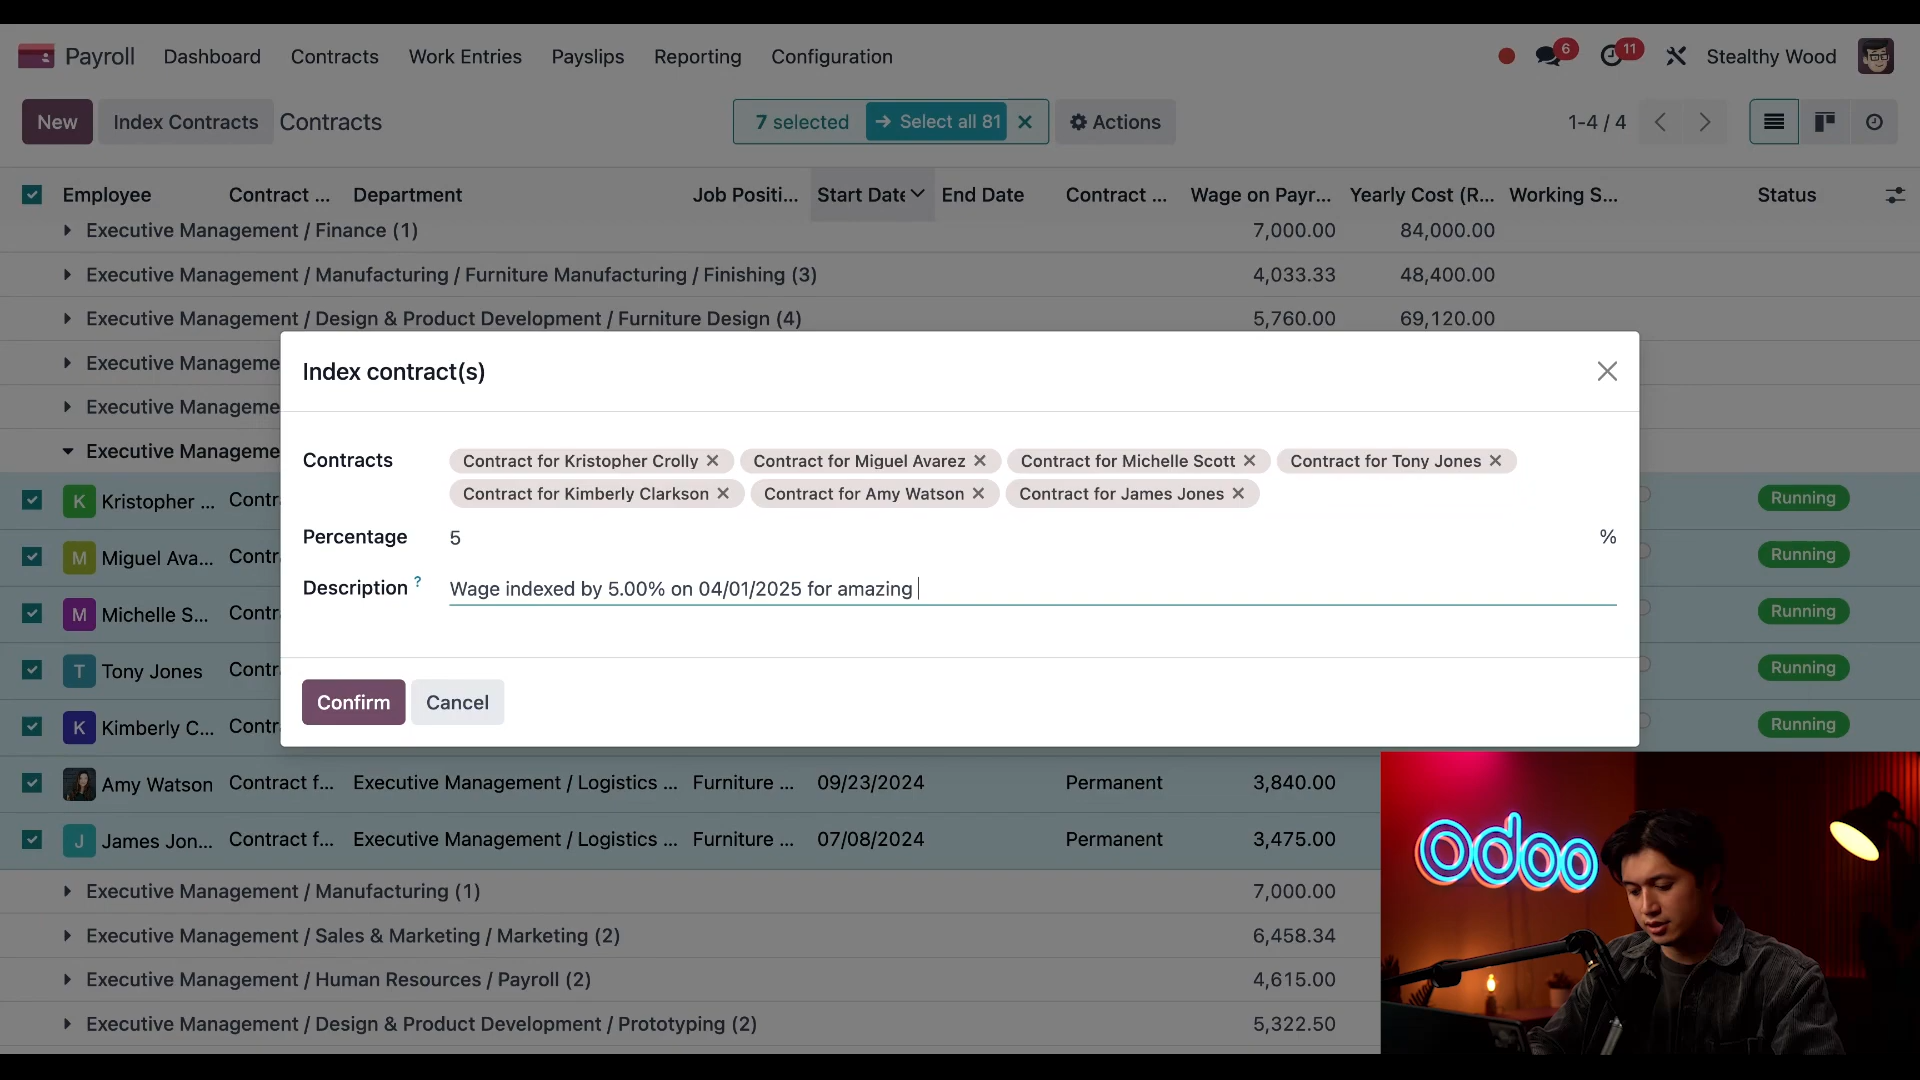 Payroll Dashboard Contracts Work Entries Payslips Reporting Configuration 6 11 Stealthy Wood
New Index Contracts Contracts 7 selected → Select all 81 Actions 1-4 / 4
Employee Contract ... Department Job Positi... Start Date End Date Contract ... Wage on Payr... Yearly Cost (R... Working S... Status
Executive Management / Finance (1) 7,000.00 84,000.00
Executive Management / Manufacturing / Furniture Manufacturing / Finishing (3) 4,033.33 48,400.00
Executive Management / Design & Product Development / Furniture Design (4) 5,760.00 69,120.00
Executive Manageme
Executive Manageme
Executive Manageme
Index contract(s)
Contracts Contract for Kristopher Crolly Contract for Miguel Avarez Contract for Michelle Scott Contract for Tony Jones
Contract for Kimberly Clarkson Contract for Amy Watson Contract for James Jones
Percentage 5 %
Description ? Wage indexed by 5.00% on 04/01/2025 for amazing
Confirm Cancel
K Kristopher ... Contr Running
M Miguel Ava... Contr Running
M Michelle S... Contr Running
T Tony Jones Contr Running
K Kimberly C... Contr Running
Amy Watson Contract f... Executive Management / Logistics ... Furniture ... 09/23/2024 Permanent 3,840.00
J James Jon... Contract f... Executive Management / Logistics ... Furniture ... 07/08/2024 Permanent 3,475.00
Executive Management / Manufacturing (1) 7,000.00
Executive Management / Sales & Marketing / Marketing (2) 6,458.34
Executive Management / Human Resources / Payroll (2) 4,615.00
Executive Management / Design & Product Development / Prototyping (2) 5,322.50
odoo